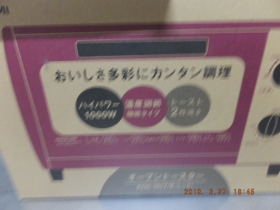 おいしさ多彩にカンタン調理
ハイパワー
1000W
温度調節
機能タイプ
トースト
2枚焼き
オーブントースター
2010. 3.27 18:45